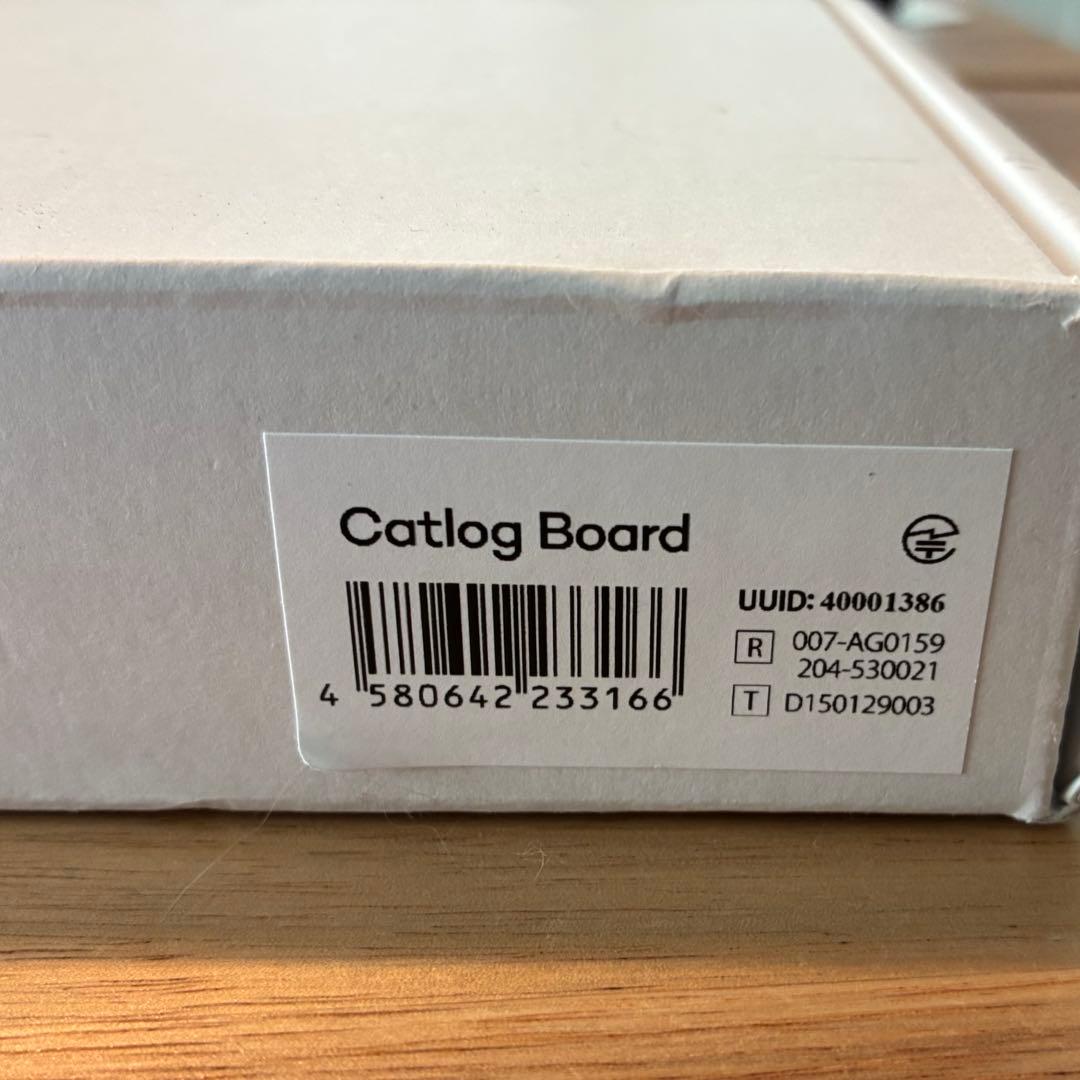 Catlog Board
4 580642 233166
UUID: 40001386
R 007-AG0159
204-530021
T D150129003